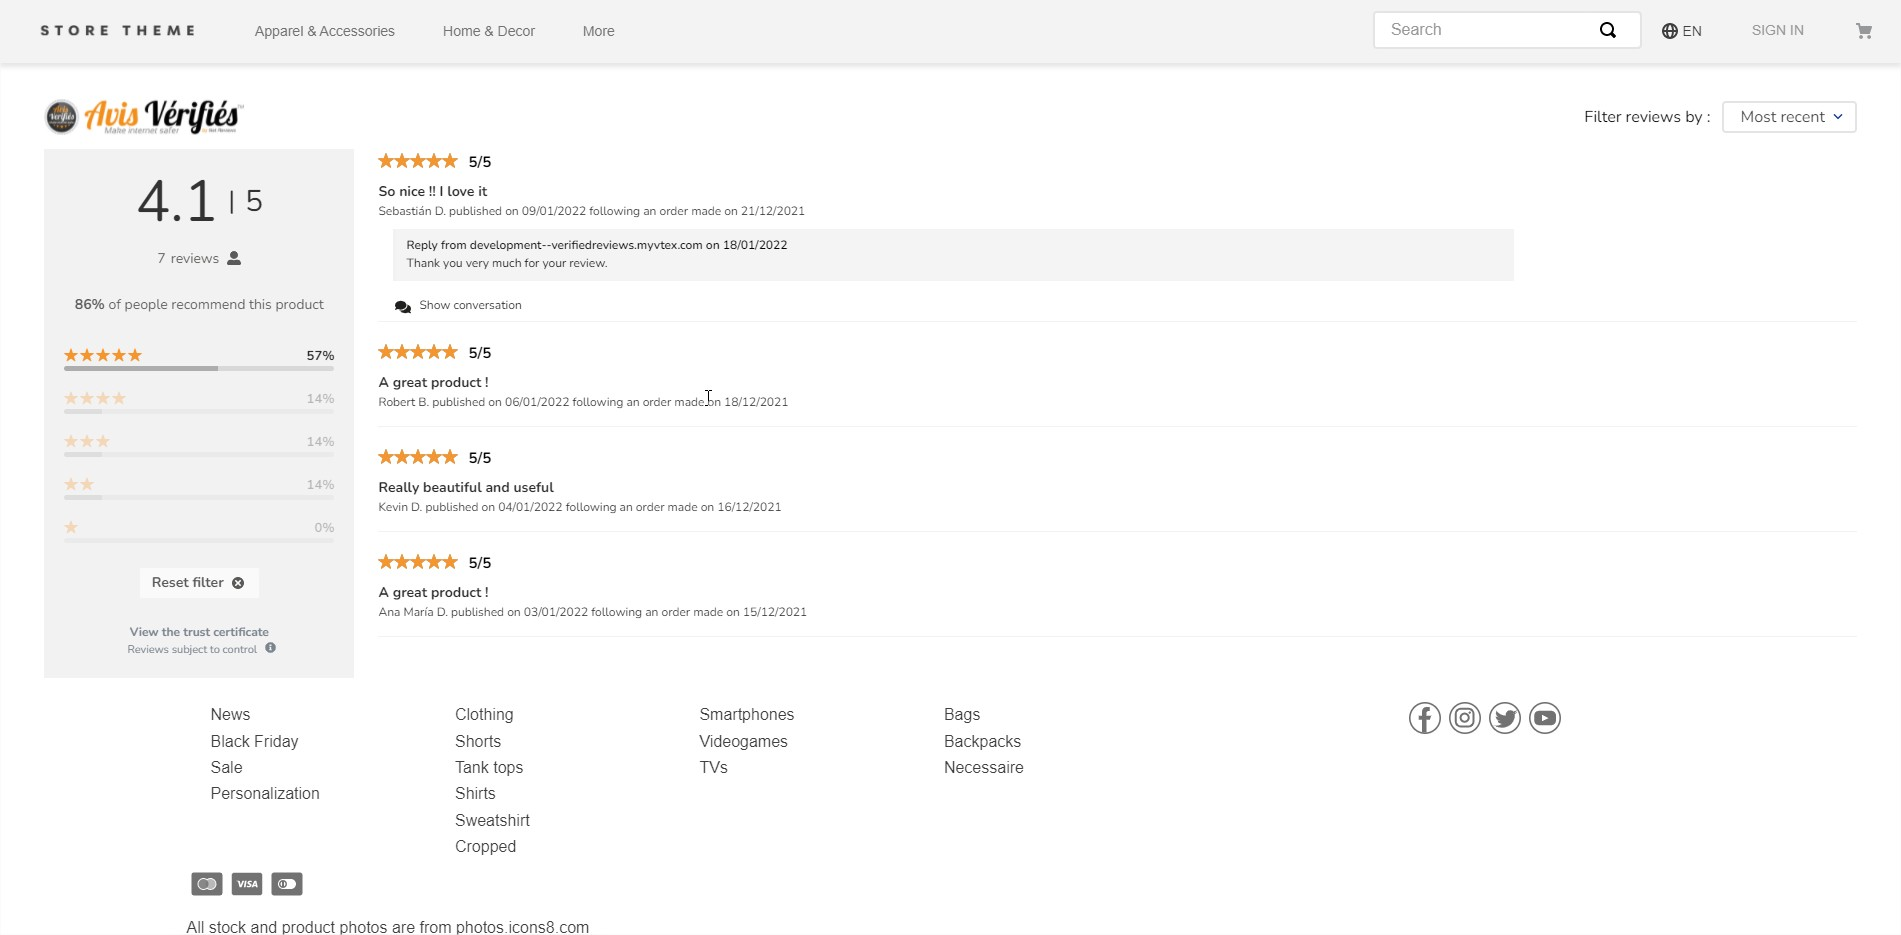 STORE THEME
Apparel & Accessories
Home & Decor
More
Search
EN
SIGN IN
Avis Vérifiés
Make internet safer
Filter reviews by :
Most recent
4.1 | 5
7 reviews
86% of people recommend this product
57%
14%
14%
14%
0%
Reset filter
View the trust certificate
Reviews subject to control
5/5
So nice !! I love it
Sebastián D. published on 09/01/2022 following an order made on 21/12/2021
Reply from development--verifiedreviews.myvtex.com on 18/01/2022
Thank you very much for your review.
Show conversation
5/5
A great product !
Robert B. published on 06/01/2022 following an order made on 18/12/2021
5/5
Really beautiful and useful
Kevin D. published on 04/01/2022 following an order made on 16/12/2021
5/5
A great product !
Ana María D. published on 03/01/2022 following an order made on 15/12/2021
News
Black Friday
Sale
Personalization
Clothing
Shorts
Tank tops
Shirts
Sweatshirt
Cropped
Smartphones
Videogames
TVs
Bags
Backpacks
Necessaire
VISA
All stock and product photos are from photos.icons8.com